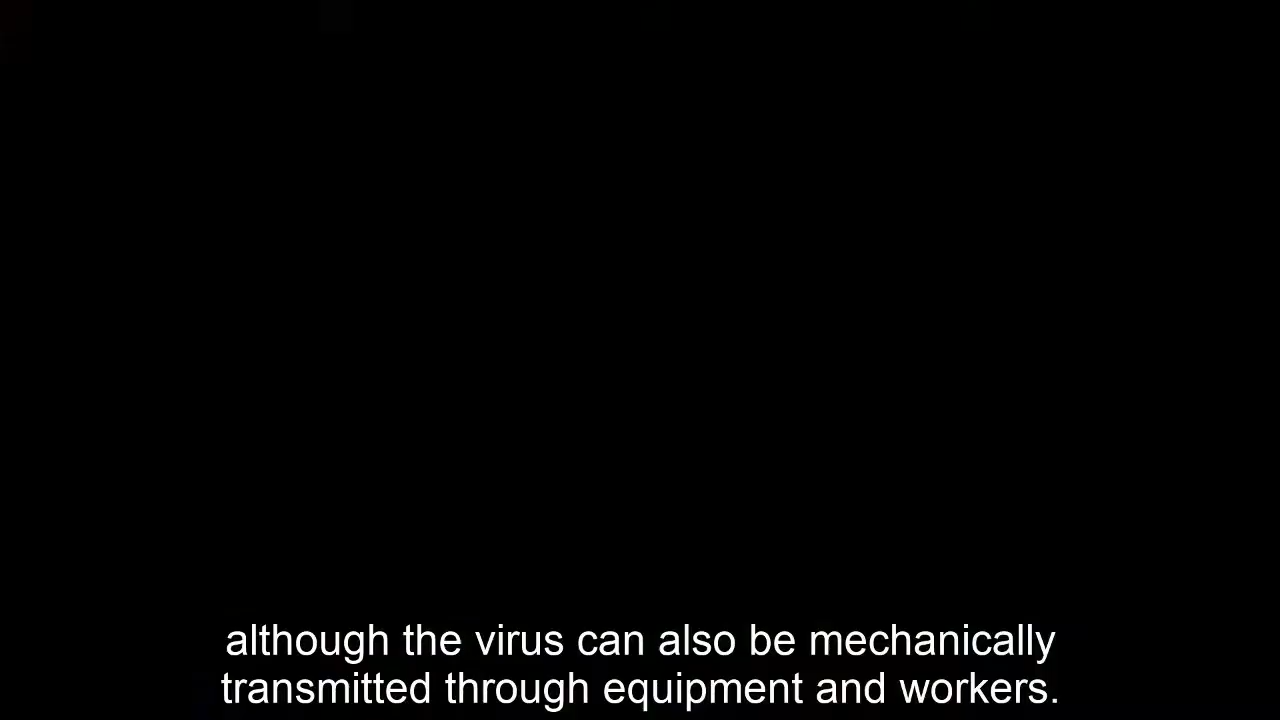 although the virus can also be mechanically
transmitted through equipment and workers.